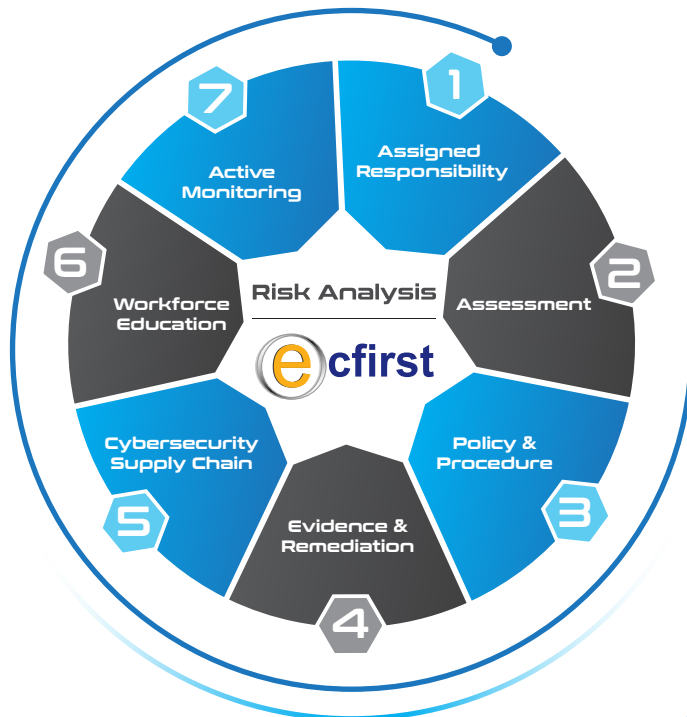 1
Assigned
Responsibility
2
Assessment
3
Policy &
Procedure
4
Evidence &
Remediation
5
Cybersecurity
Supply Chain
6
Workforce
Education
7
Active
Monitoring
Risk Analysis
ecfirst